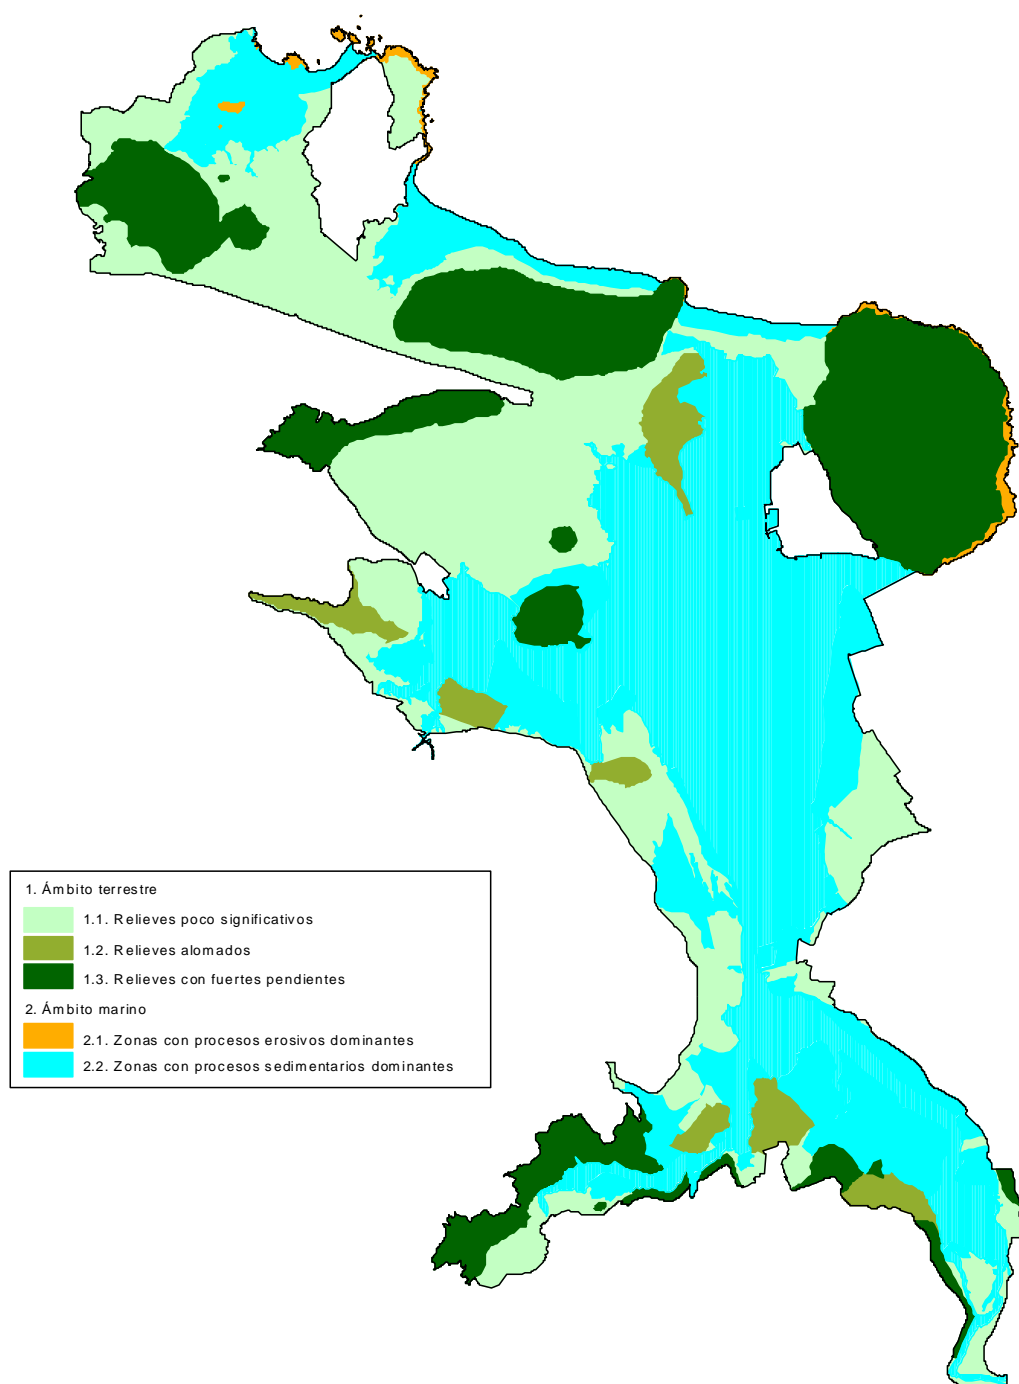 1. Ámbito terrestre
1.1. Relieves poco significativos
1.2. Relieves alomados
1.3. Relieves con fuertes pendientes
2. Ámbito marino
2.1. Zonas con procesos erosivos dominantes
2.2. Zonas con procesos sedimentarios dominantes